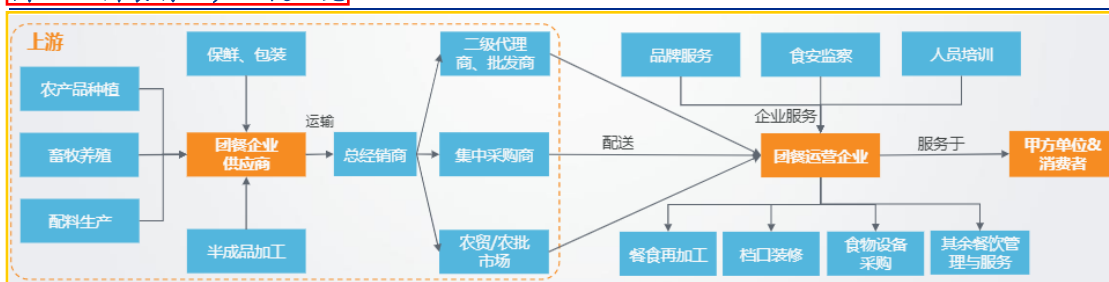 上游
农产品种植
畜牧养殖
配料生产
保鲜、包装
团餐企业
供应商
半成品加工
运输
总经销商
二级代理
商、批发商
集中采购商
农贸/农批
市场
配送
品牌服务
食安监察
人员培训
企业服务
团餐运营企业
服务于
甲方单位&
消费者
餐食再加工
档口装修
食物设备
采购
其余餐饮管
理与服务